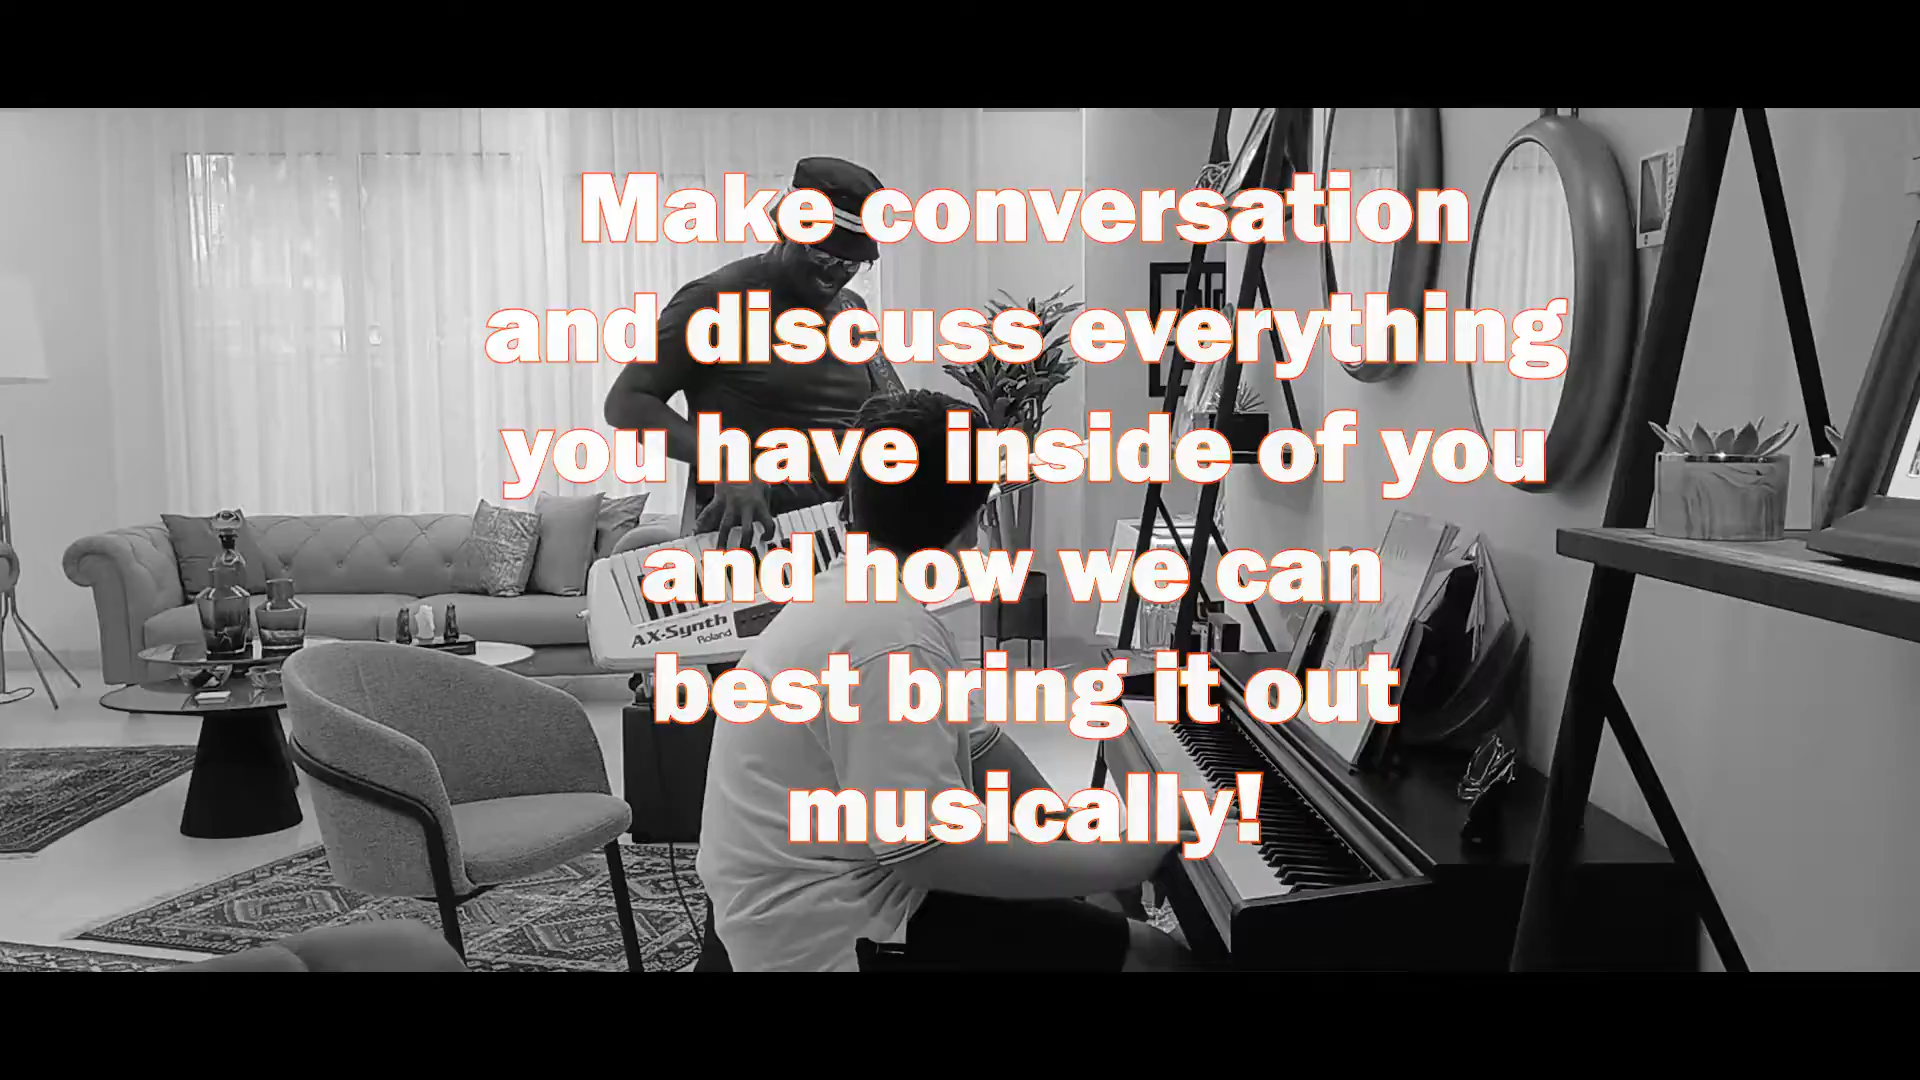 Make conversation
and discuss everything
you have inside of you
and how we can
best bring it out
musically!
AX-Synth
Roland